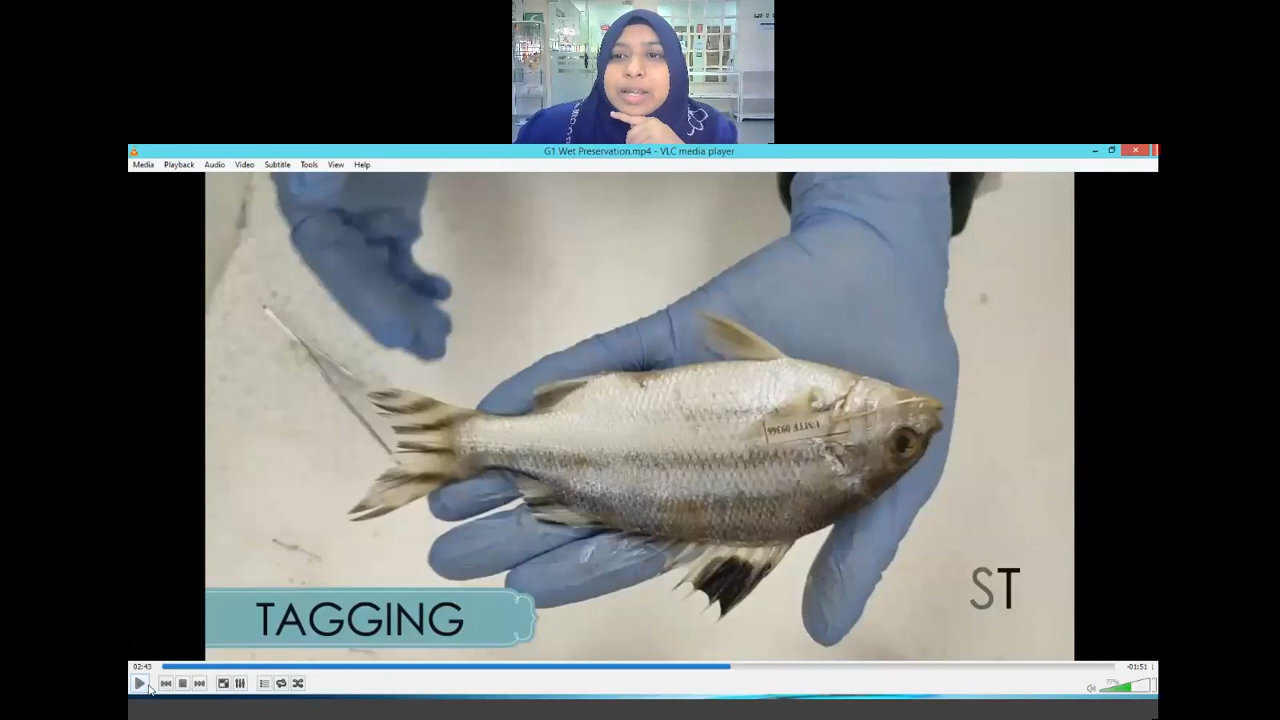 G1 Wet Preservation.mp4 - VLC media player
Media Playback Audio Video Subtitle Tools View Help
TAGGING
ST
02:43
-01:51
77%